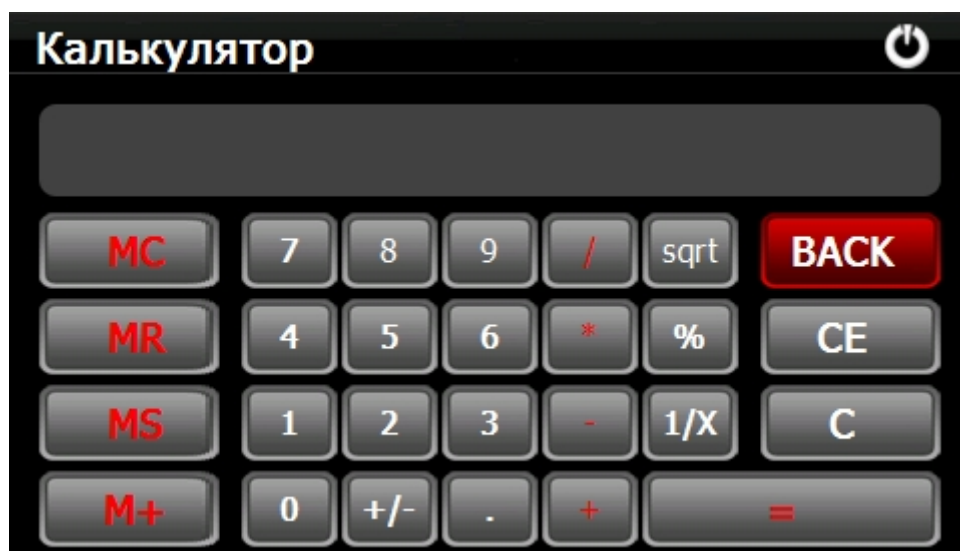 Калькулятор
MC 7 8 9 / sqrt BACK
MR 4 5 6 * % CE
MS 1 2 3 - 1/X C
M+ 0 +/- . + =